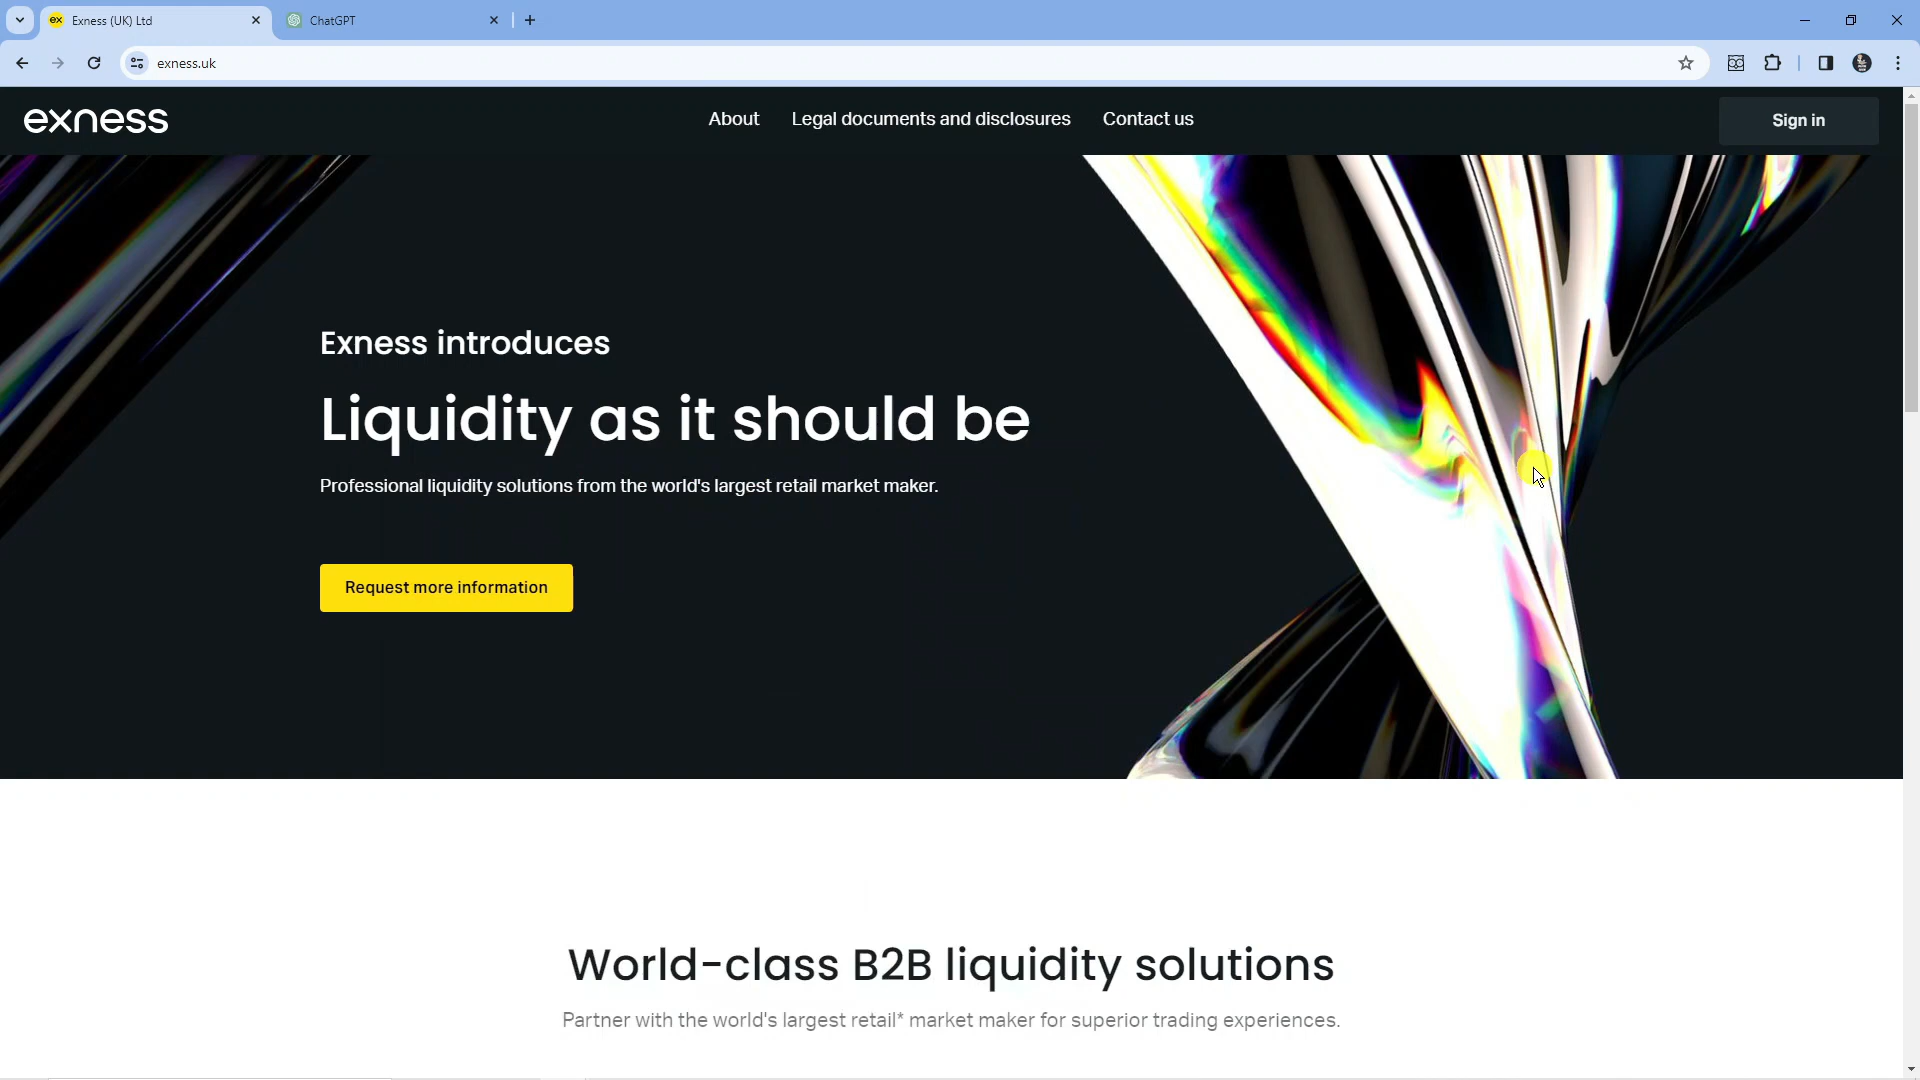 Exness (UK) Ltd
ChatGPT
exness.uk
exness
About
Legal documents and disclosures
Contact us
Sign in
Exness introduces
Liquidity as it should be
Professional liquidity solutions from the world's largest retail market maker.
Request more information
World-class B2B liquidity solutions
Partner with the world's largest retail* market maker for superior trading experiences.